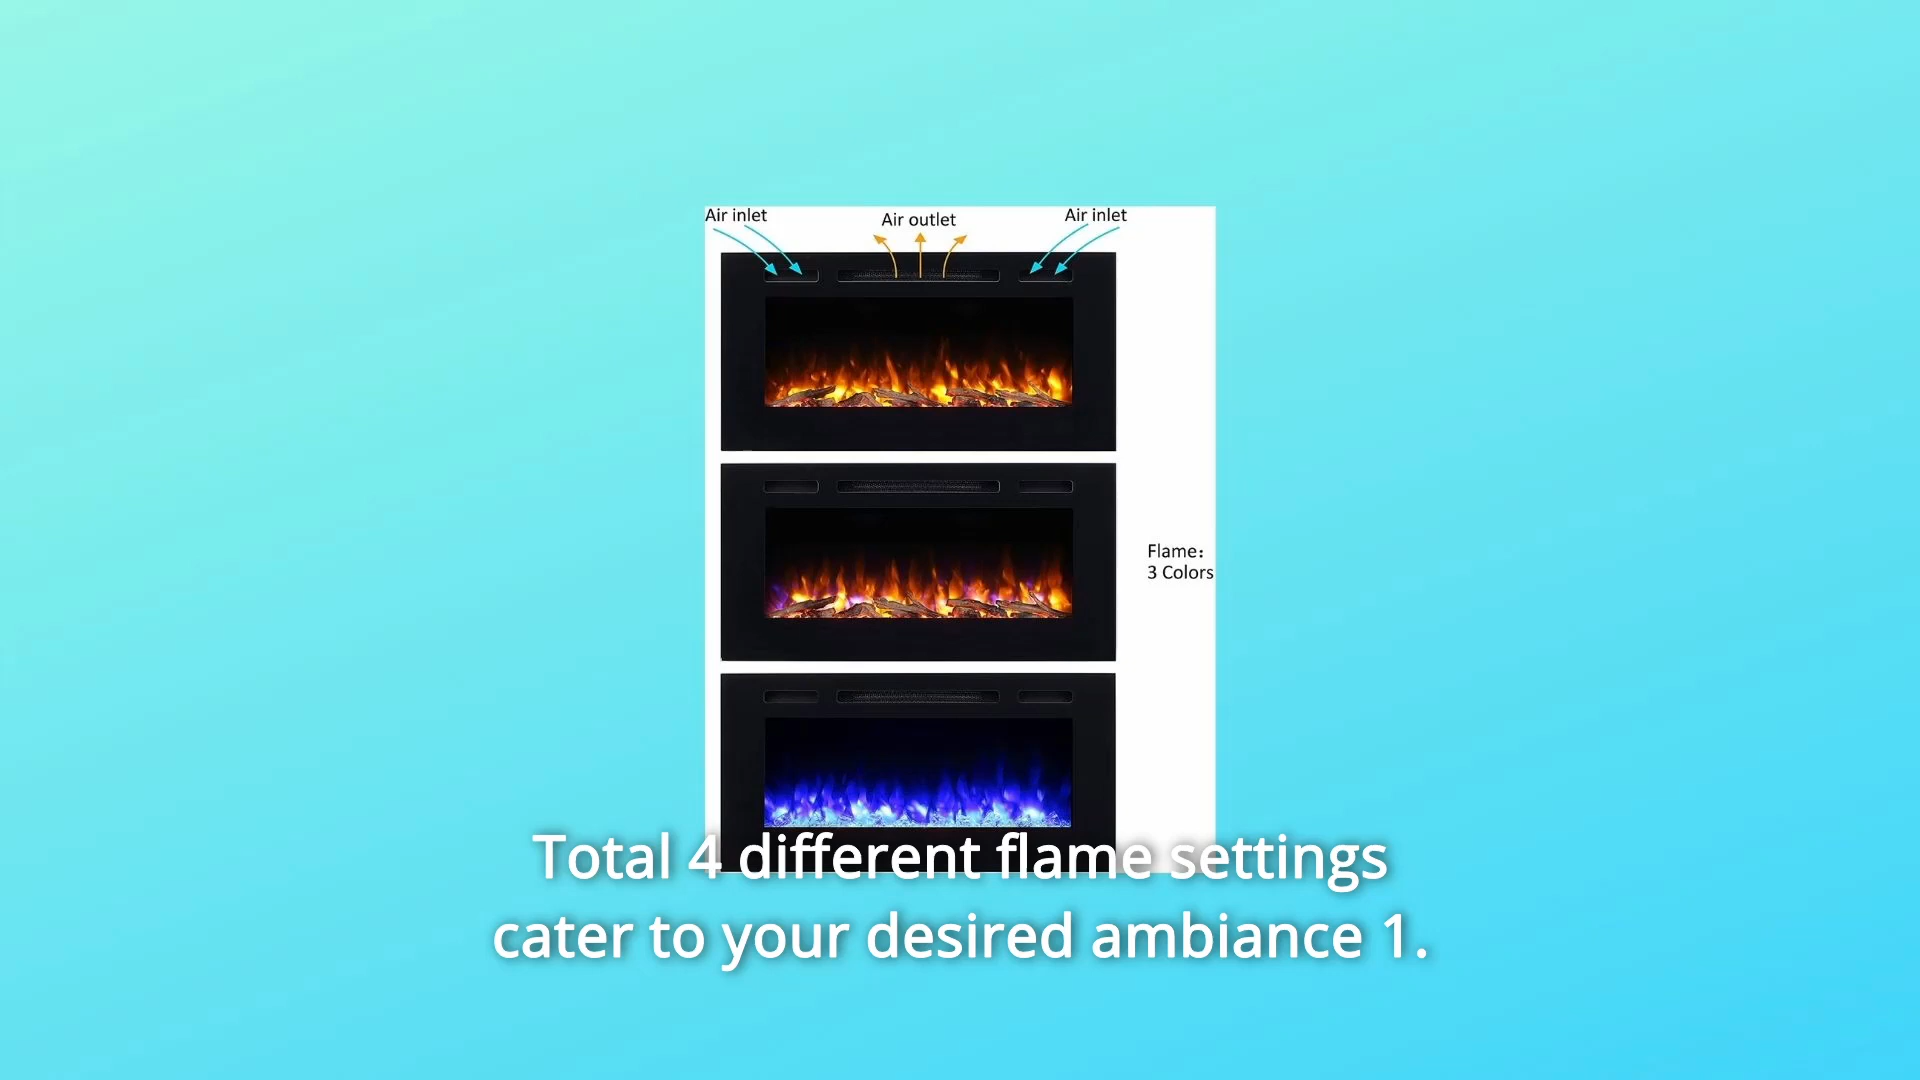 Air inlet
Air outlet
Air inlet
Flame:
3 Colors
Total 4 different flame settings
cater to your desired ambiance 1.